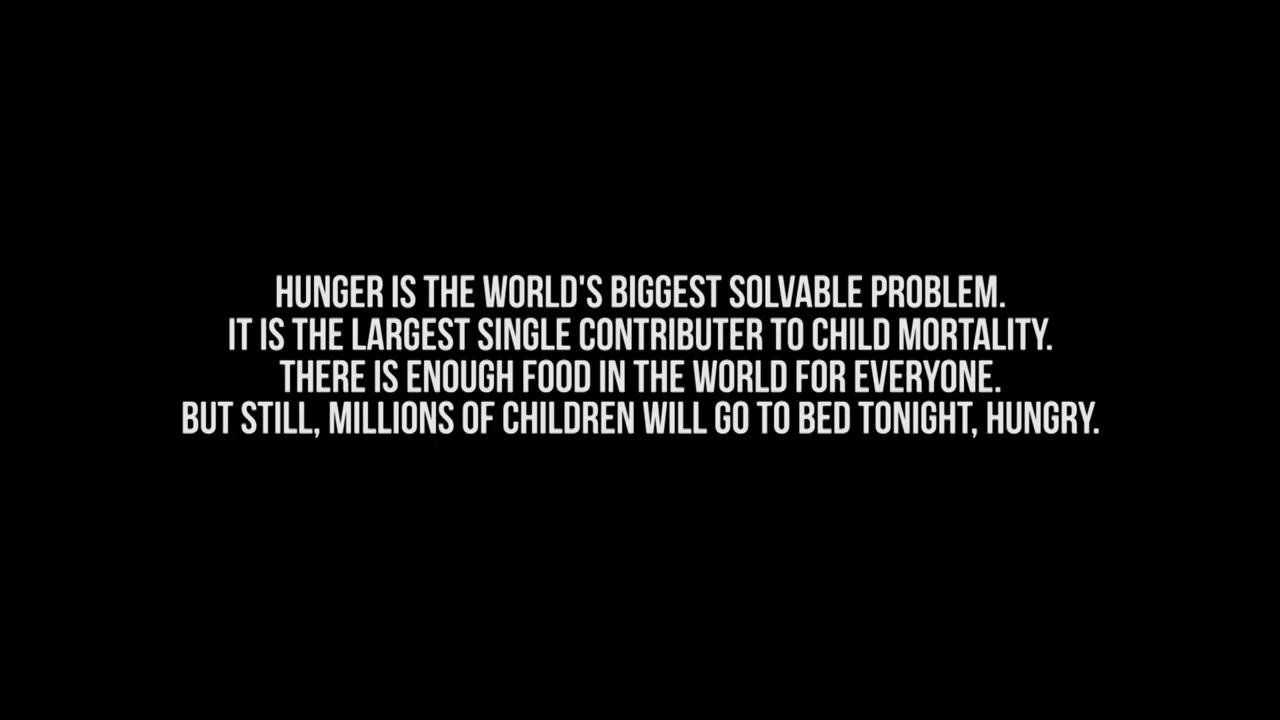 HUNGER IS THE WORLD'S BIGGEST SOLVABLE PROBLEM.
IT IS THE LARGEST SINGLE CONTRIBUTER TO CHILD MORTALITY.
THERE IS ENOUGH FOOD IN THE WORLD FOR EVERYONE.
BUT STILL, MILLIONS OF CHILDREN WILL GO TO BED TONIGHT, HUNGRY.